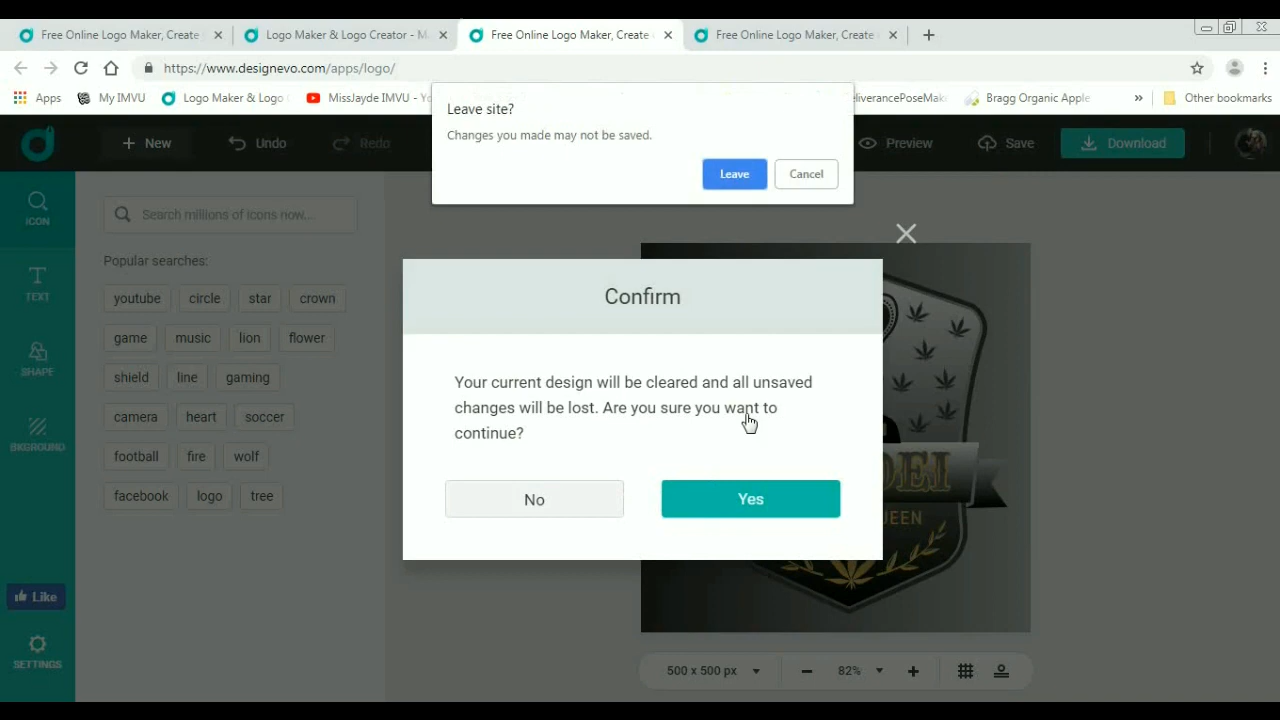 Free Online Logo Maker, Create
Logo Maker & Logo Creator - M
Free Online Logo Maker, Create
Free Online Logo Maker, Create
https://www.designevo.com/apps/logo/
Apps
My IMVU
Logo Maker & Logo
MissJayde IMVU - Yo
eliverancePoseMak
Bragg Organic Apple
»
Other bookmarks
Leave site?
Changes you made may not be saved.
Leave
Cancel
New
Undo
Redo
Preview
Save
Download
ICON
TEXT
SHAPE
BKGROUND
Like
SETTINGS
Search millions of icons now...
Popular searches:
youtube circle star crown
game music lion flower
shield line gaming
camera heart soccer
football fire wolf
facebook logo tree
Confirm
Your current design will be cleared and all unsaved
changes will be lost. Are you sure you want to
continue?
No
Yes
DEI
UEEN
500 x 500 px
82%